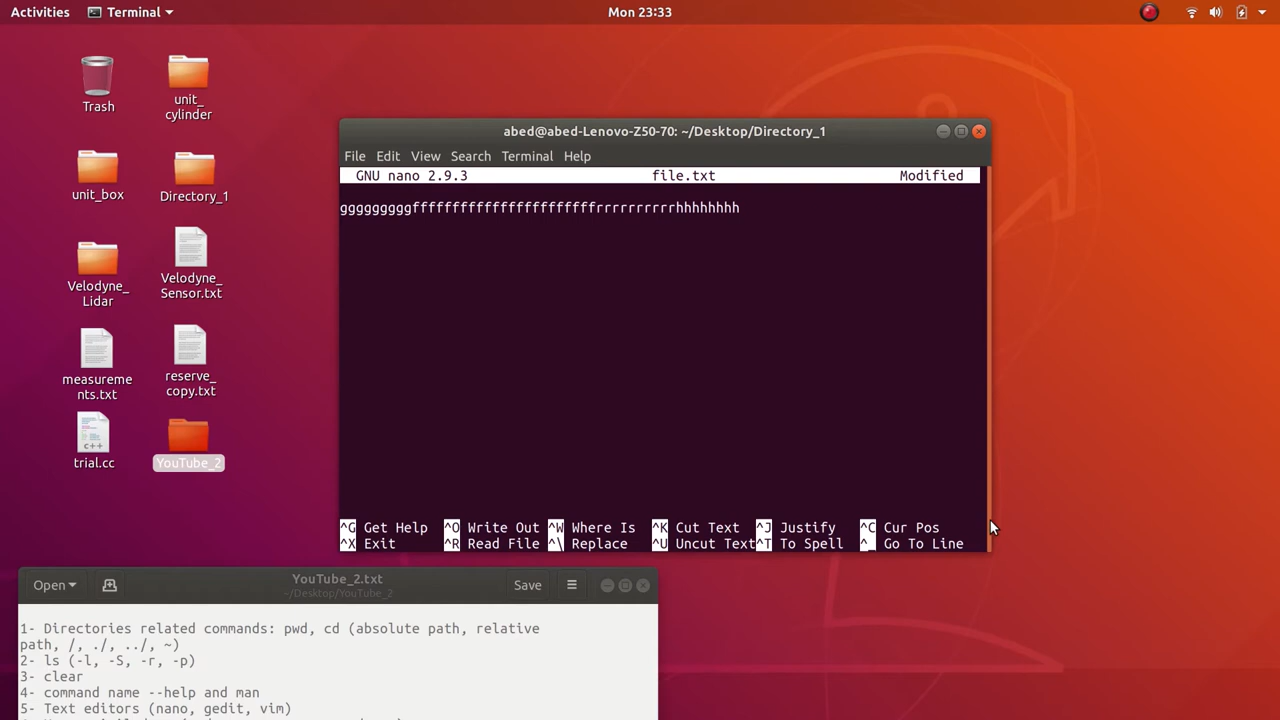 Activities Terminal Mon 23:33
Trash
unit_
cylinder
unit_box
Directory_1
Velodyne_
Lidar
Velodyne_
Sensor.txt
measureme
nts.txt
reserve_
copy.txt
c++
trial.cc
YouTube_2
abed@abed-Lenovo-Z50-70: ~/Desktop/Directory_1
File Edit View Search Terminal Help
GNU nano 2.9.3 file.txt Modified
gggggggggfffffffffffffffffffffffrrrrrrrrrrhhhhhhhh
^G Get Help ^O Write Out ^W Where Is ^K Cut Text ^J Justify ^C Cur Pos
^X Exit ^R Read File ^\ Replace ^U Uncut Text ^T To Spell ^_ Go To Line
Open YouTube_2.txt Save
~/Desktop/YouTube_2
1- Directories related commands: pwd, cd (absolute path, relative
path, /, ./, ../, ~)
2- ls (-l, -S, -r, -p)
3- clear
4- command name --help and man
5- Text editors (nano, gedit, vim)